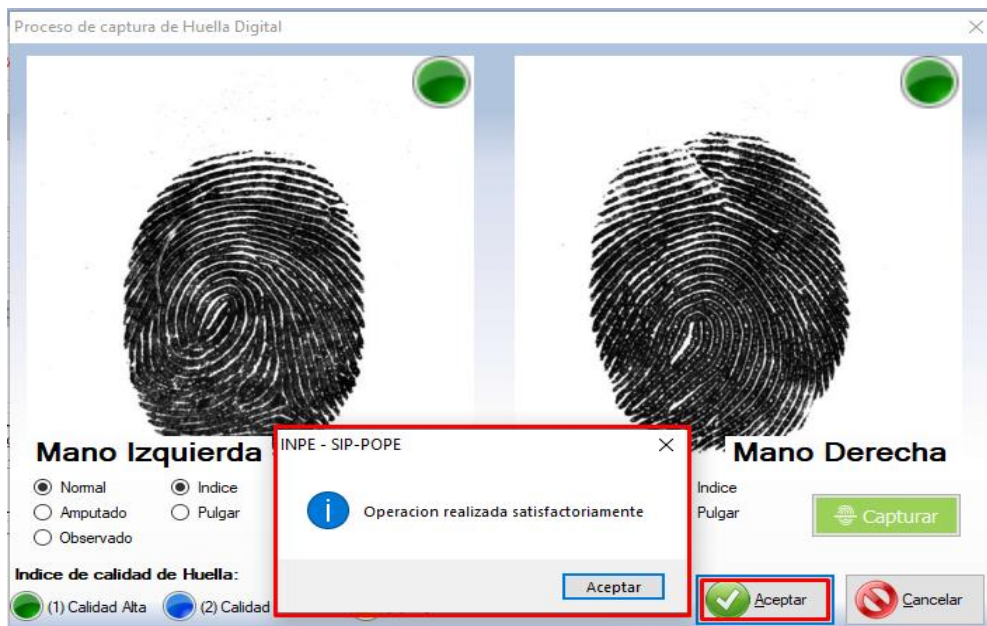 Proceso de captura de Huella Digital
Mano Izquierda
Mano Derecha
INPE - SIP-POPE
Operacion realizada satisfactoriamente
Aceptar
Normal
Indice
Amputado
Pulgar
Observado
Indice
Pulgar
Capturar
Indice de calidad de Huella:
(1) Calidad Alta
(2) Calidad
Aceptar
Cancelar